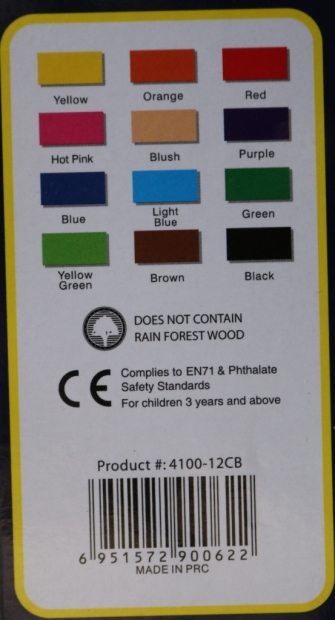 Yellow Orange Red
Hot Pink Blush Purple
Blue Light Blue Green
Yellow Green Brown Black
DOES NOT CONTAIN
RAIN FOREST WOOD
CE Complies to EN71 & Phthalate
Safety Standards
For children 3 years and above
Product #: 4100-12CB
6 951572 900622
MADE IN PRC